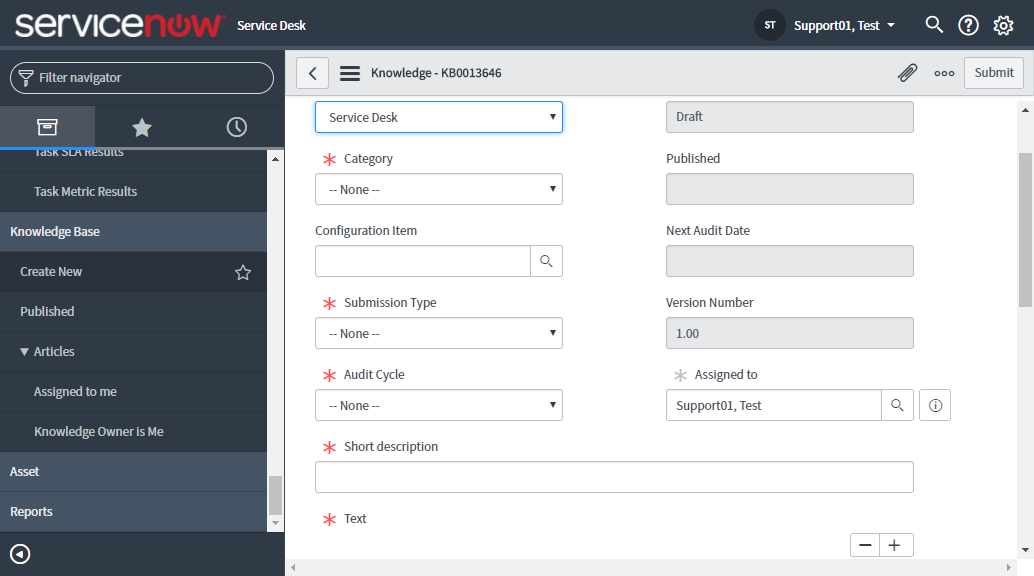 servicenow Service Desk
ST Support01, Test
Filter navigator
Task SLA Results
Task Metric Results
Knowledge Base
Create New
Published
Articles
Assigned to me
Knowledge Owner is Me
Asset
Reports
Knowledge - KB0013646
Submit
Service Desk
Draft
Category
Published
-- None --
Configuration Item
Next Audit Date
Submission Type
Version Number
-- None --
1.00
Audit Cycle
Assigned to
-- None --
Support01, Test
Short description
Text